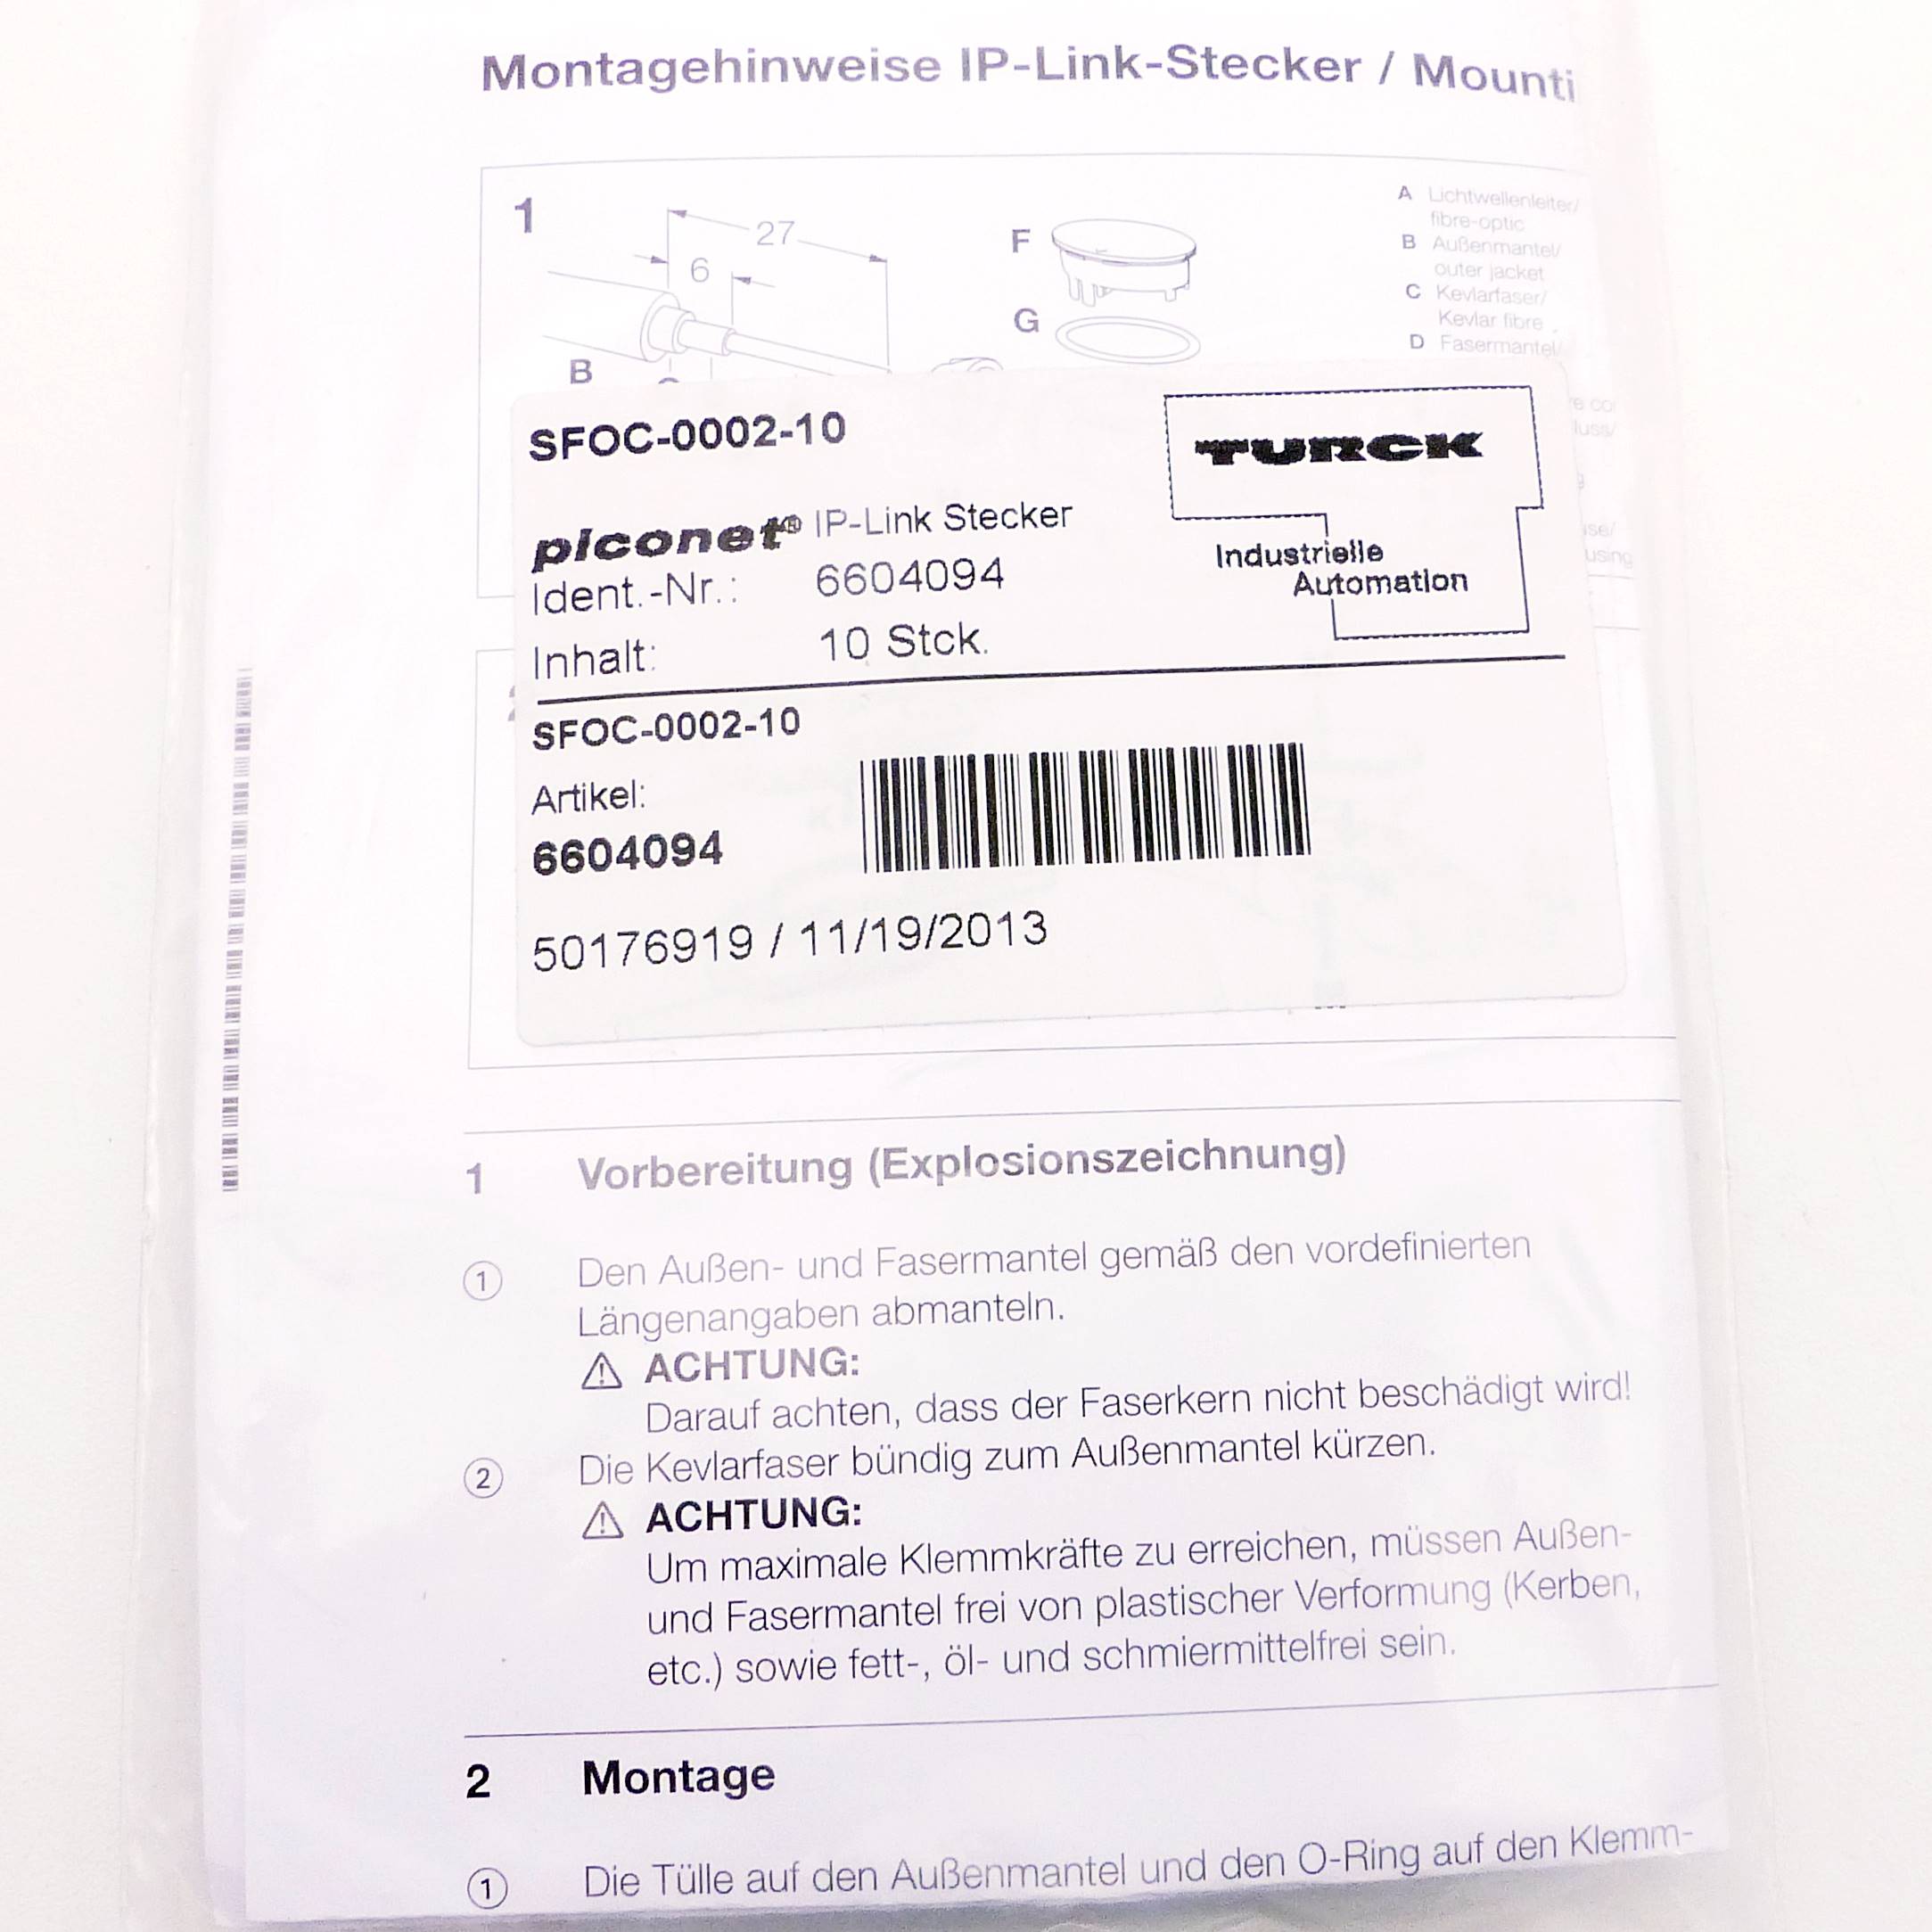 Montagehinweise IP-Link-Stecker / Mounti
1
27
6
B
F
G
A Lichtwellenleiter/
fibre-optic
B Außenmantel/
outer jacket
C Kevlarfaser/
Kevlar fibre
D Fasermantel/
SFOC-0002-10
TURCK
Industrielle
Automation
piconet® IP-Link Stecker
Ident.-Nr.: 6604094
Inhalt: 10 Stck.
SFOC-0002-10
Artikel:
6604094
50176919 / 11/19/2013
1 Vorbereitung (Explosionszeichnung)
① Den Außen- und Fasermantel gemäß den vordefinierten
Längenangaben abmanteln.
⚠ ACHTUNG:
Darauf achten, dass der Faserkern nicht beschädigt wird!
② Die Kevlarfaser bündig zum Außenmantel kürzen.
⚠ ACHTUNG:
Um maximale Klemmkräfte zu erreichen, müssen Außen-
und Fasermantel frei von plastischer Verformung (Kerben,
etc.) sowie fett-, öl- und schmiermittelfrei sein.
2 Montage
① Die Tülle auf den Außenmantel und den O-Ring auf den Klemm-